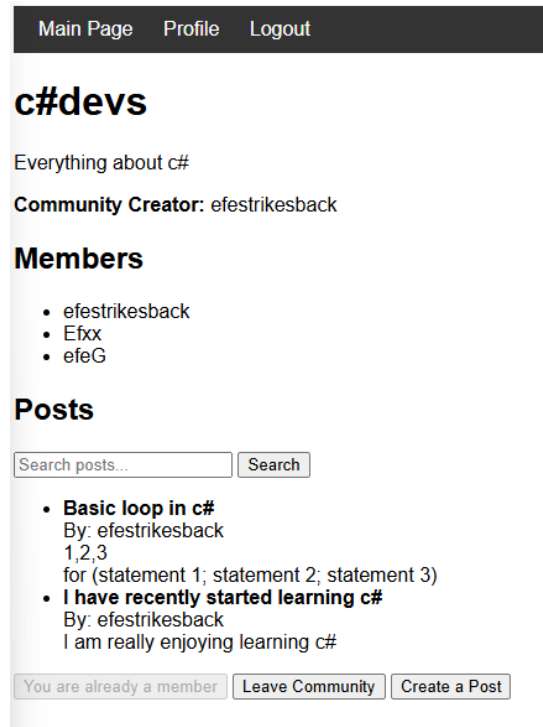 Main Page Profile Logout
c#devs
Everything about c#
Community Creator: efestrikesback
Members
efestrikesback
Efxx
efeG
Posts
Search posts... Search
Basic loop in c#
By: efestrikesback
1,2,3
for (statement 1; statement 2; statement 3)
I have recently started learning c#
By: efestrikesback
I am really enjoying learning c#
You are already a member Leave Community Create a Post